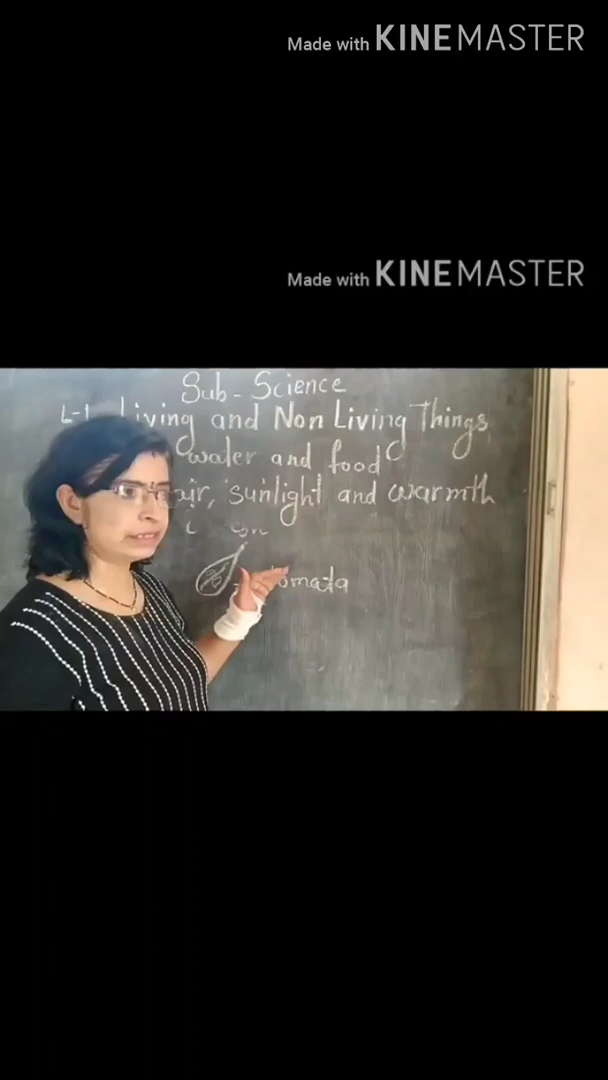 Made with KINEMASTER
Made with KINEMASTER
Sub - Science
L-1 Living and Non Living Things
water and food
air, sunlight and warmth
omata